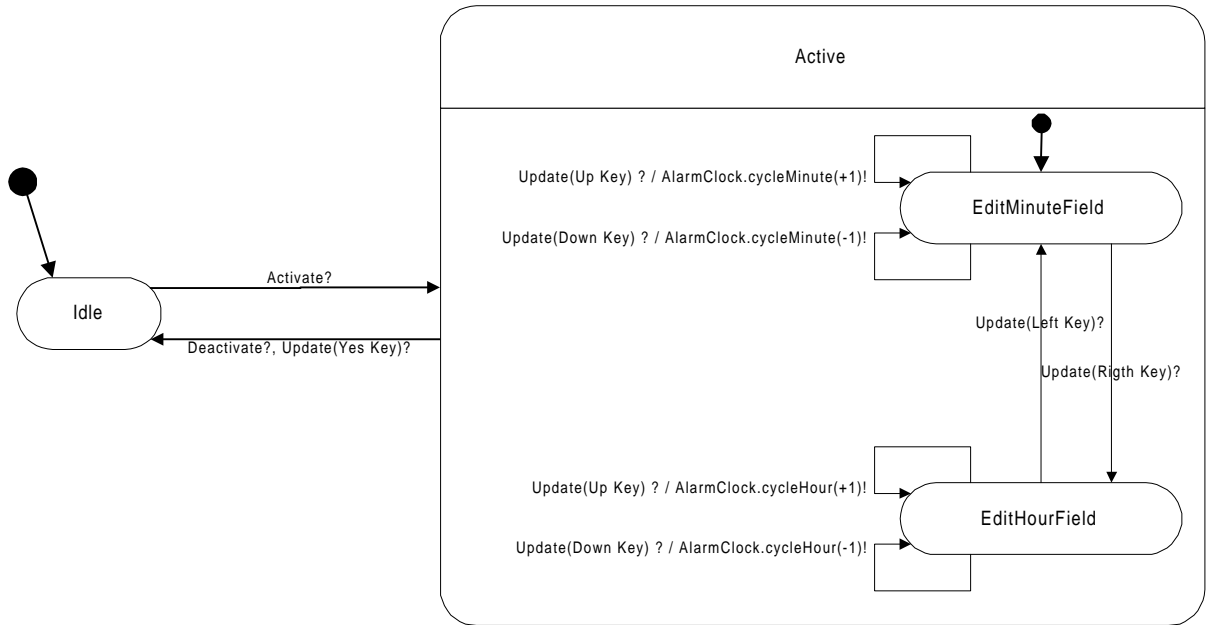 Active
Update(Up Key) ? / AlarmClock.cycleMinute(+1)!
EditMinuteField
Update(Down Key) ? / AlarmClock.cycleMinute(-1)!
Activate?
Idle
Deactivate?, Update(Yes Key)?
Update(Left Key)?
Update(Rigth Key)?
Update(Up Key) ? / AlarmClock.cycleHour(+1)!
EditHourField
Update(Down Key) ? / AlarmClock.cycleHour(-1)!